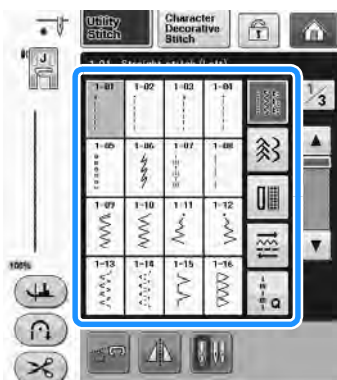 Utility Stitch
Character Decorative Stitch
J
1-01 Straight stitch (Left)
1-01 1-02 1-03 1-04
1/3
1-05 1-06 1-07 1-08
1-09 1-10 1-11 1-12
100%
1-13 1-14 1-15 1-16
Q